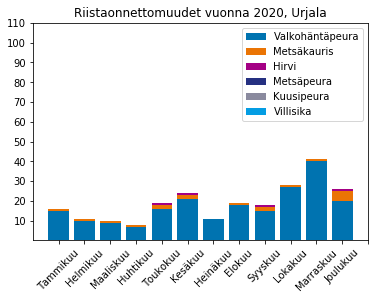 Riistaonnettomuudet vuonna 2020, Urjala
Valkohäntäpeura
Metsäkauris
Hirvi
Metsäpeura
Kuusipeura
Villisika
110
100
90
80
70
60
50
40
30
20
10
Tammikuu
Helmikuu
Maaliskuu
Huhtikuu
Toukokuu
Kesäkuu
Heinäkuu
Elokuu
Syyskuu
Lokakuu
Marraskuu
Joulukuu